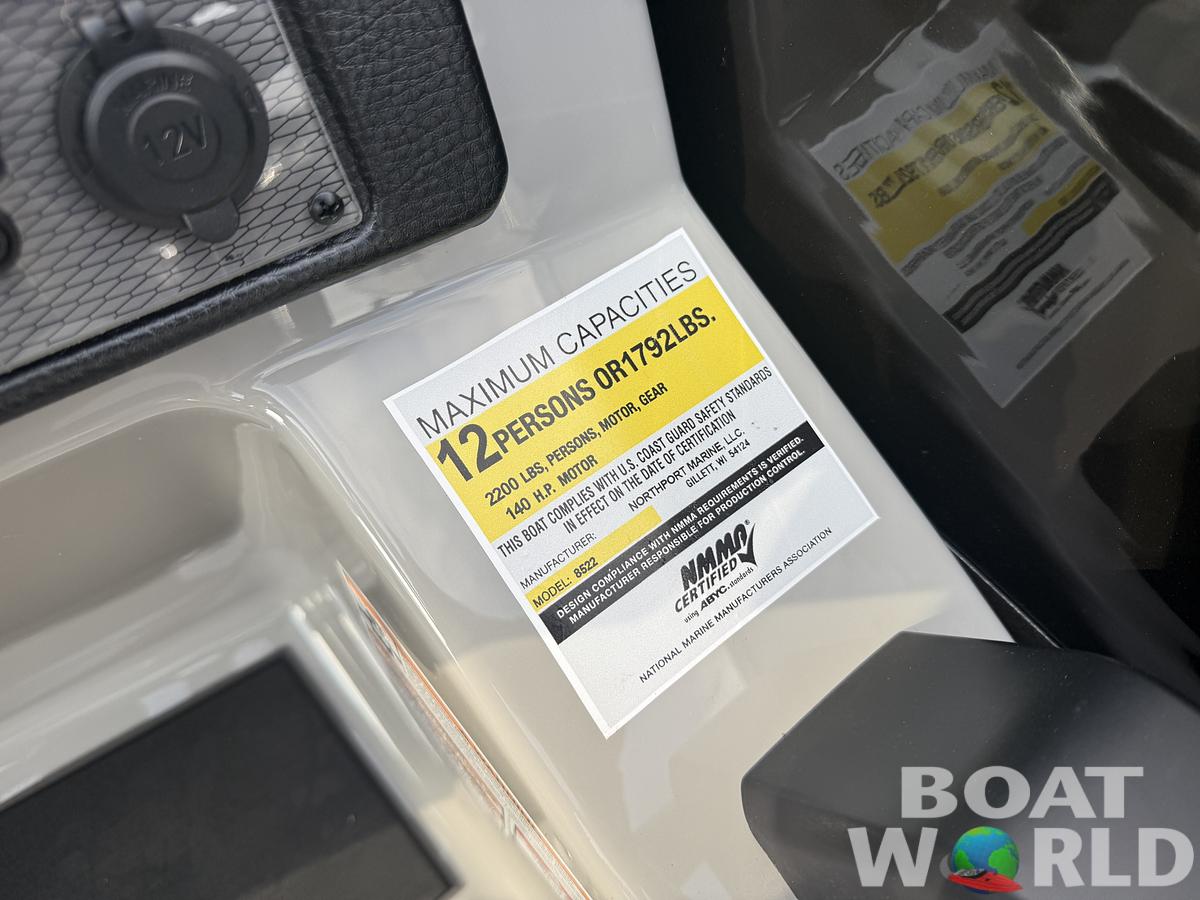 MARINE
12V
MAXIMUM CAPACITIES
12 PERSONS OR 1792LBS.
2200 LBS, PERSONS, MOTOR, GEAR
140 H.P. MOTOR
THIS BOAT COMPLIES WITH U.S. COAST GUARD SAFETY STANDARDS
IN EFFECT ON THE DATE OF CERTIFICATION
MANUFACTURER: NORTHPORT MARINE, LLC.
GILLETT, WI 54124
MODEL: 8522
DESIGN COMPLIANCE WITH NMMA REQUIREMENTS IS VERIFIED.
MANUFACTURER RESPONSIBLE FOR PRODUCTION CONTROL.
NMMA®
CERTIFIED
using ABYC standards
NATIONAL MARINE MANUFACTURERS ASSOCIATION
BOAT
WORLD